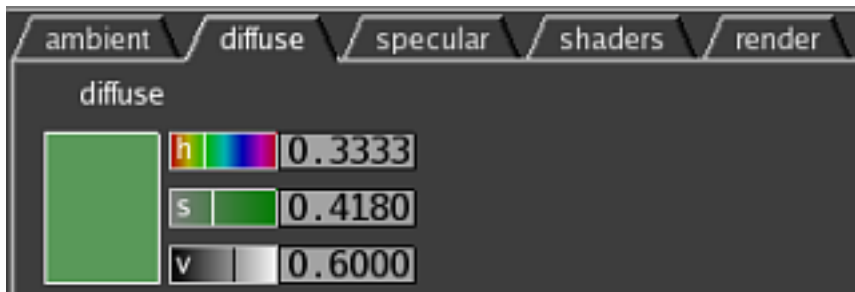 ambient diffuse specular shaders render
diffuse
h 0.3333
s 0.4180
v 0.6000